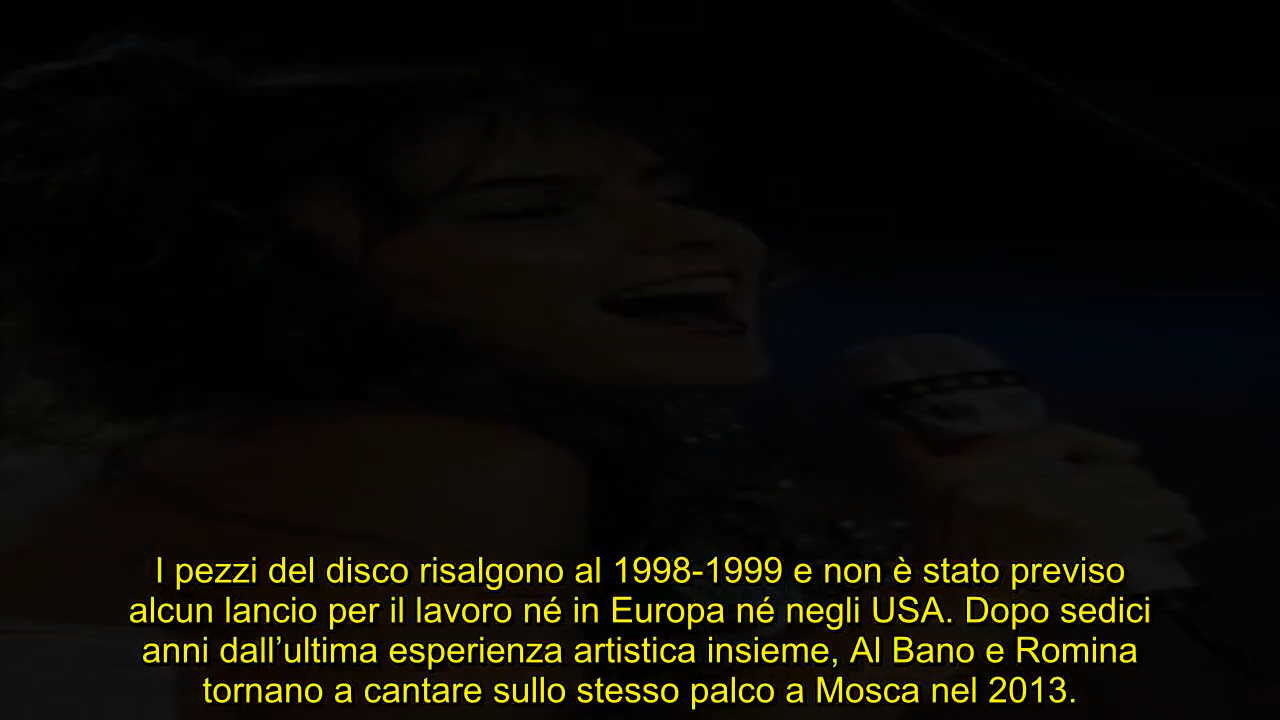 I pezzi del disco risalgono al 1998-1999 e non è stato previso
alcun lancio per il lavoro né in Europa né negli USA. Dopo sedici
anni dall’ultima esperienza artistica insieme, Al Bano e Romina
tornano a cantare sullo stesso palco a Mosca nel 2013.